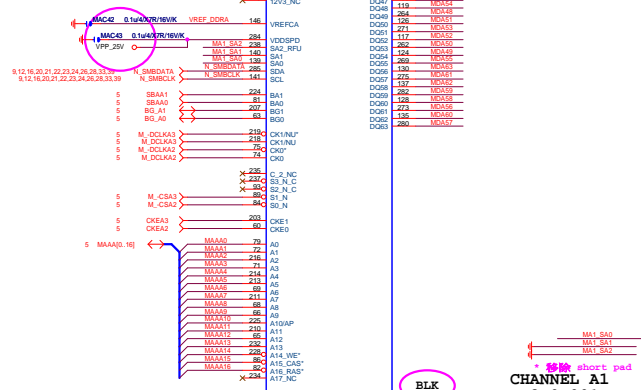 12V3_NC
MAC42 0.1u/4/X7R/16V/K VREF_DDRA 146 VREFCA
MAC43 0.1u/4/X7R/16V/K 284 VDDSPD
VPP_25V MA1_SA2 238 SA2_RFU
MA1_SA1 140 SA1
MA1_SA0 139 SA0
9,12,16,20,21,22,23,24,26,28,33,39 N_SMBDATA 285 SDA
9,12,16,20,21,22,23,24,26,28,33,39 N_SMBCLK 141 SCL
5 SBAA1 224 BA1
5 SBAA0 81 BA0
5 BG_A1 207 BG1
5 BG_A0 63 BG0
5 M_-DCLKA3 219 CK1/NU*
5 M_DCLKA3 218 CK1/NU
5 M_-DCLKA2 75 CK0*
5 M_DCLKA2 74 CK0
235 C_2_NC
237 S3_N_C
93 S2_N_C
5 M_-CSA3 89 S1_N
5 M_-CSA2 84 S0_N
5 CKEA3 203 CKE1
5 CKEA2 60 CKE0
5 MAAA[0..16] MAAA0 79 A0
MAAA1 72 A1
MAAA2 216 A2
MAAA3 71 A3
MAAA4 214 A4
MAAA5 213 A5
MAAA6 69 A6
MAAA7 211 A7
MAAA8 68 A8
MAAA9 66 A9
MAAA10 225 A10/AP
MAAA11 210 A11
MAAA12 65 A12
MAAA13 232 A13
MAAA14 228 A14_WE*
MAAA15 86 A15_CAS*
MAAA16 82 A16_RAS*
234 A17_NC
DQ47
DQ48 119 MDA54
DQ49 264 MDA48
DQ50 126 MDA51
DQ51 271 MDA53
DQ52 117 MDA52
DQ53 262 MDA50
DQ54 124 MDA49
DQ55 269 MDA55
DQ56 130 MDA63
DQ57 275 MDA62
DQ58 137 MDA58
DQ59 282 MDA59
DQ60 128 MDA61
DQ61 273 MDA56
DQ62 135 MDA60
DQ63 280 MDA57
MA1_SA0
MA1_SA1
MA1_SA2
* 移除 short pad
BLK
CHANNEL A1